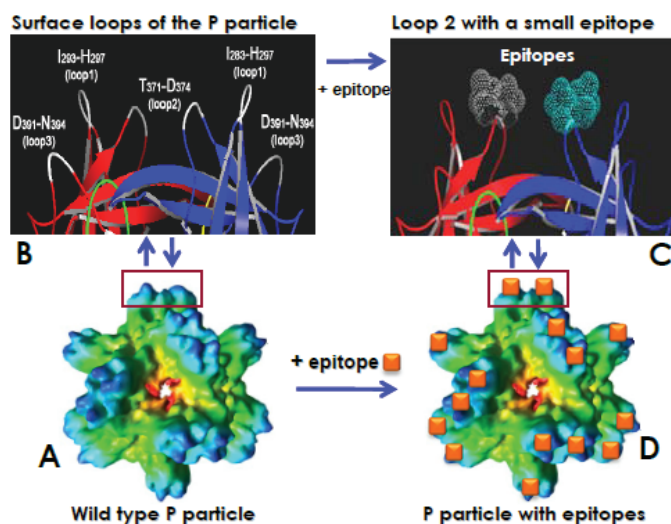 Surface loops of the P particle
Loop 2 with a small epitope
I293-H297
(loop1)
I283-H297
(loop1)
T371-D374
(loop2)
D391-N394
(loop3)
D391-N394
(loop3)
+ epitope
Epitopes
B
C
+ epitope
A
D
Wild type P particle
P particle with epitopes